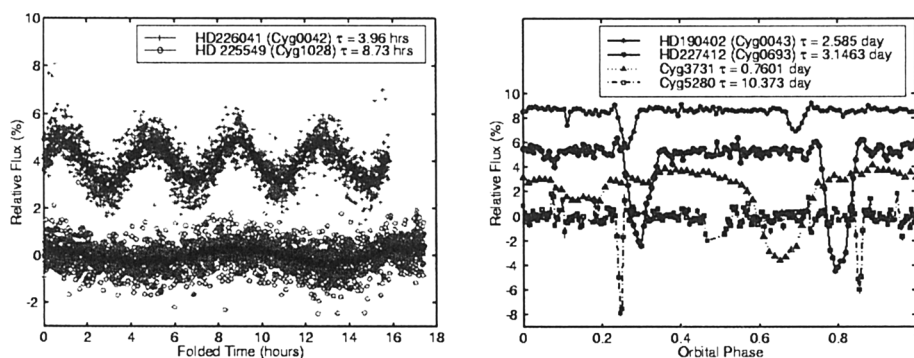 HD226041 (Cyg0042) τ = 3.96 hrs
HD 225549 (Cyg1028) τ = 8.73 hrs
Relative Flux (%)
10
8
6
4
2
0
-2
0 2 4 6 8 10 12 14 16 18
Folded Time (hours)
HD190402 (Cyg0043) τ = 2.585 day
HD227412 (Cyg0693) τ = 3.1463 day
Cyg3731 τ = 0.7601 day
Cyg5280 τ = 10.373 day
Relative Flux (%)
10
8
6
4
2
0
-2
-4
-6
-8
0 0.2 0.4 0.6 0.8
Orbital Phase